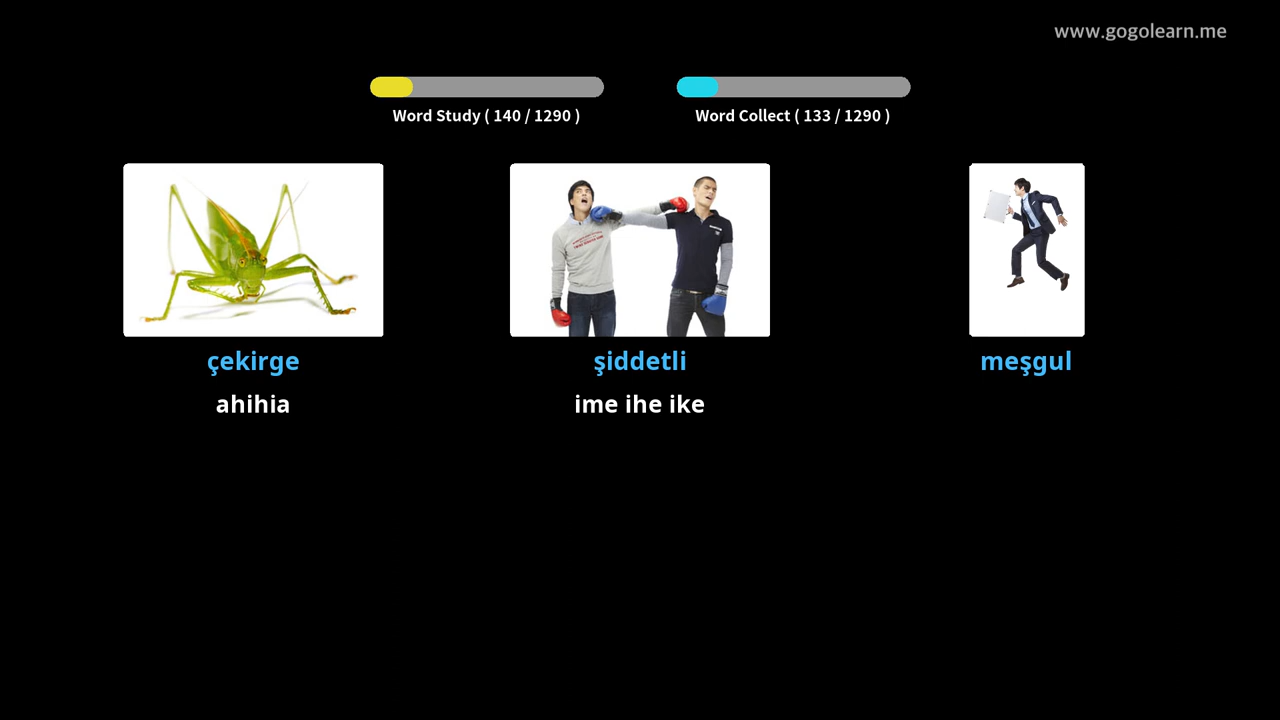 www.gogolearn.me
Word Study ( 140 / 1290 )
Word Collect ( 133 / 1290 )
çekirge
şiddetli
meşgul
ahihia
ime ihe ike